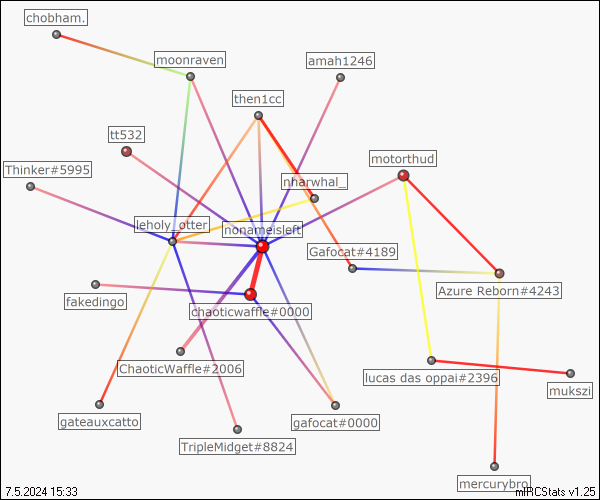 chobham.
moonraven
amah1246
then1cc
tt532
motorthud
Thinker#5995
nharwhal_
leholy_otter
nonameisleft
Gafocat#4189
Azure Reborn#4243
fakedingo
chaoticwaffle#0000
ChaoticWaffle#2006
lucas das oppai#2396
mukszi
gateauxcatto
gafocat#0000
TripleMidget#8824
mercurybro
7.5.2024 15:33
mIRCStats v1.25